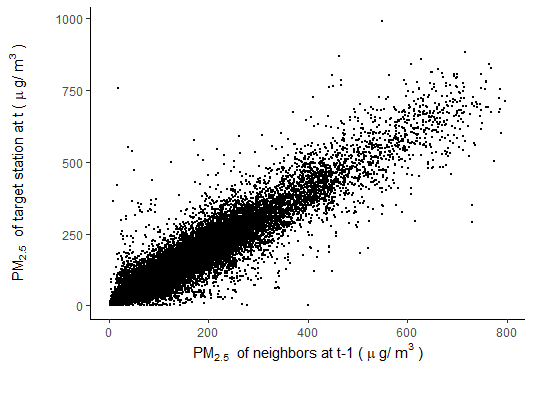 1000
750
500
250
0
PM2.5 of target station at t ( μ g/ m3 )
0 200 400 600 800
PM2.5 of neighbors at t-1 ( μ g/ m3 )